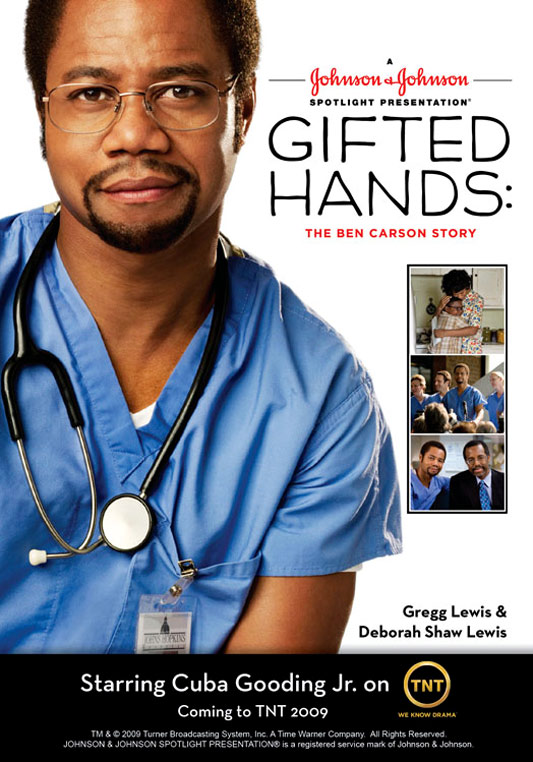 A
Johnson & Johnson
SPOTLIGHT PRESENTATION®
GIFTED
HANDS:
THE BEN CARSON STORY
Gregg Lewis &
Deborah Shaw Lewis
JOHNS HOPKINS
Starring Cuba Gooding Jr. on
TNT
WE KNOW DRAMA
Coming to TNT 2009
TM & © 2009 Turner Broadcasting System, Inc. A Time Warner Company. All Rights Reserved.
JOHNSON & JOHNSON SPOTLIGHT PRESENTATION® is a registered service mark of Johnson & Johnson.